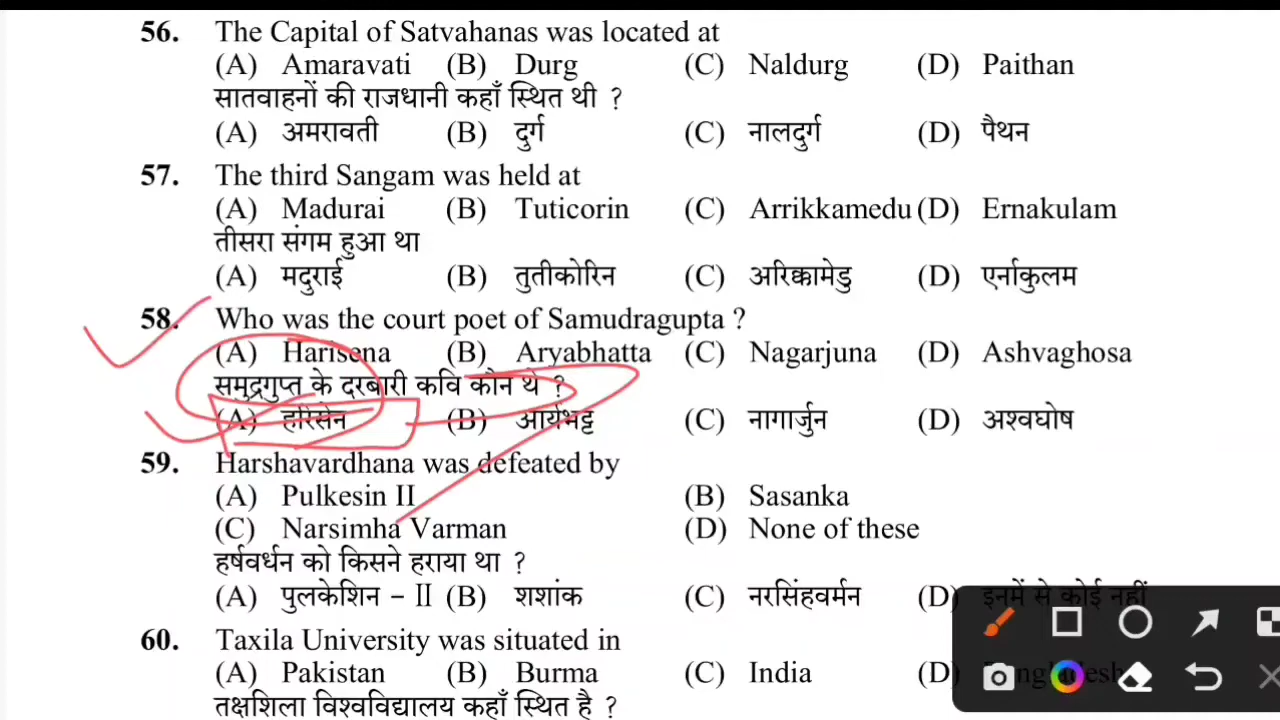 56. The Capital of Satvahanas was located at
(A) Amaravati (B) Durg (C) Naldurg (D) Paithan
सातवाहनों की राजधानी कहाँ स्थित थी ?
(A) अमरावती (B) दुर्ग (C) नालदुर्ग (D) पैथन
57. The third Sangam was held at
(A) Madurai (B) Tuticorin (C) Arrikkamedu (D) Ernakulam
तीसरा संगम हुआ था
(A) मदुराई (B) तुतीकोरिन (C) अरिक्कामेडु (D) एर्नाकुलम
58. Who was the court poet of Samudragupta ?
(A) Harisena (B) Aryabhatta (C) Nagarjuna (D) Ashvaghosa
समुद्रगुप्त के दरबारी कवि कौन थे ?
(A) हरिसेन (B) आर्यभट्ट (C) नागार्जुन (D) अश्वघोष
59. Harshavardhana was defeated by
(A) Pulkesin II (B) Sasanka
(C) Narsimha Varman (D) None of these
हर्षवर्धन को किसने हराया था ?
(A) पुलकेशिन – II (B) शशांक (C) नरसिंहवर्मन (D) इनमें से कोई नहीं
60. Taxila University was situated in
(A) Pakistan (B) Burma (C) India (D)
तक्षशिला विश्वविद्यालय कहाँ स्थित है ?